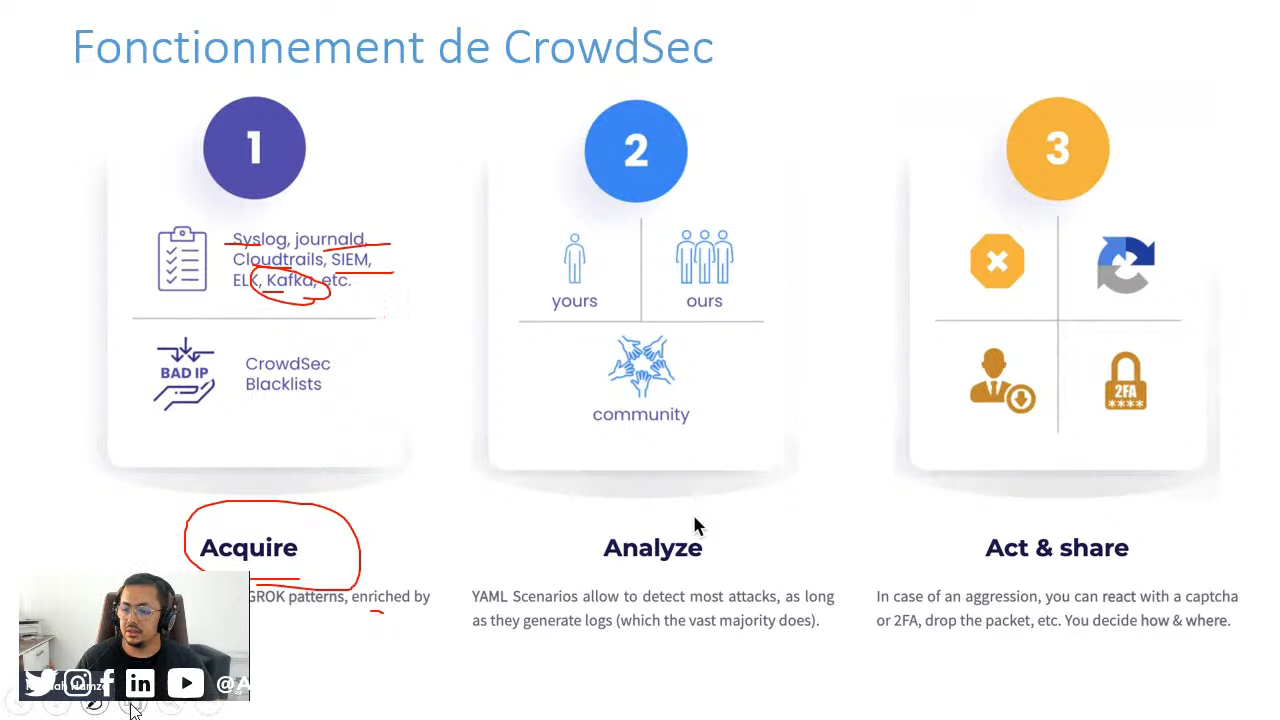 Fonctionnement de CrowdSec
1
Syslog, journald,
Cloudtrails, SIEM,
ELK, Kafka, etc.
BAD IP
CrowdSec
Blacklists
Acquire
GROK patterns, enriched by
2
yours
ours
community
Analyze
YAML Scenarios allow to detect most attacks, as long
as they generate logs (which the vast majority does).
3
2FA
****
Act & share
In case of an aggression, you can react with a captcha
or 2FA, drop the packet, etc. You decide how & where.
in
@A